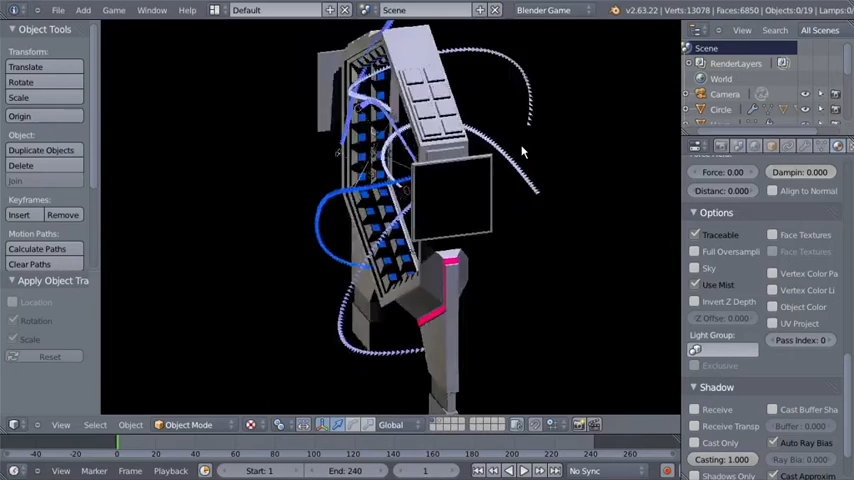 File Add Game Window Help Default Scene Blender Game v2.63.22 | Verts:13078 | Faces:6850 | Objects:0/19 | Lamps:0/
Object Tools
Transform:
Translate
Rotate
Scale
Origin
Object:
Duplicate Objects
Delete
Join
Keyframes:
Insert Remove
Motion Paths:
Calculate Paths
Clear Paths
Apply Object Tra
Location
Rotation
Scale
Reset
View Search All Scenes
Scene
RenderLayers
World
Camera
Circle
Force: 0.00 Dampin: 0.000
Distance: 0.000 Align to Normal
Options
Traceable Face Textures
Full Oversampli Face Textures
Sky Vertex Color Pa
Use Mist Vertex Color Li
Invert Z Depth Object Color
Z Offse: 0.000 UV Project
Light Group: Pass Index: 0
Exclusive
Shadow
Receive Cast Buffer Sha
Receive Transp Buffer: 0.000
Cast Only Auto Ray Bias
Casting: 1.000 Ray Bia: 0.000
Shadows Only Cast Approxim
View Select Object Object Mode Global
-40 -20 0 20 40 60 80 100 120 140 160 180 200 220 240 260
View Marker Frame Playback Start: 1 End: 240 1 No Sync